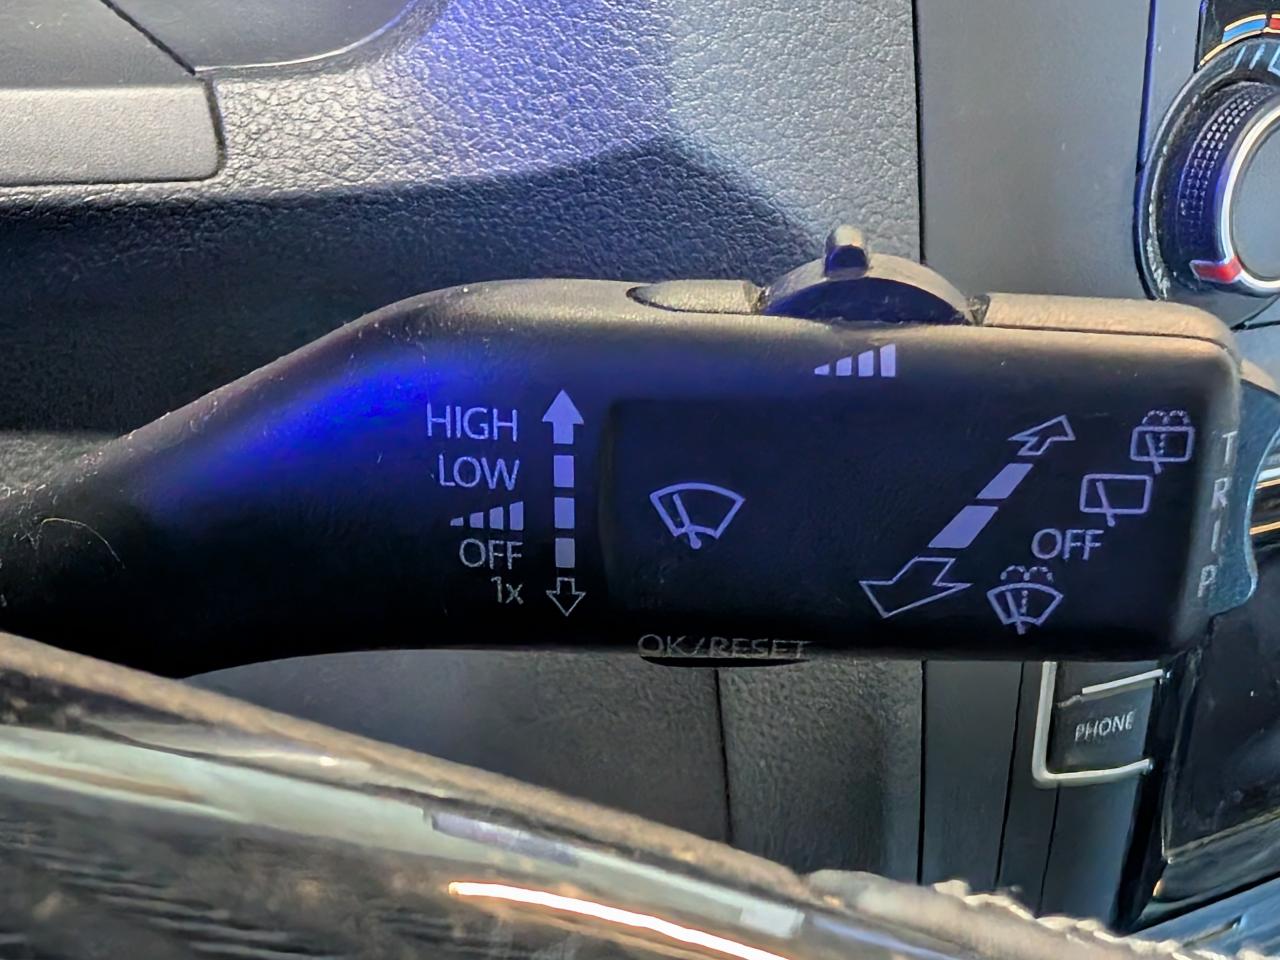 HIGH
LOW
OFF
1x
OFF
TRIP
OK/RESET
PHONE